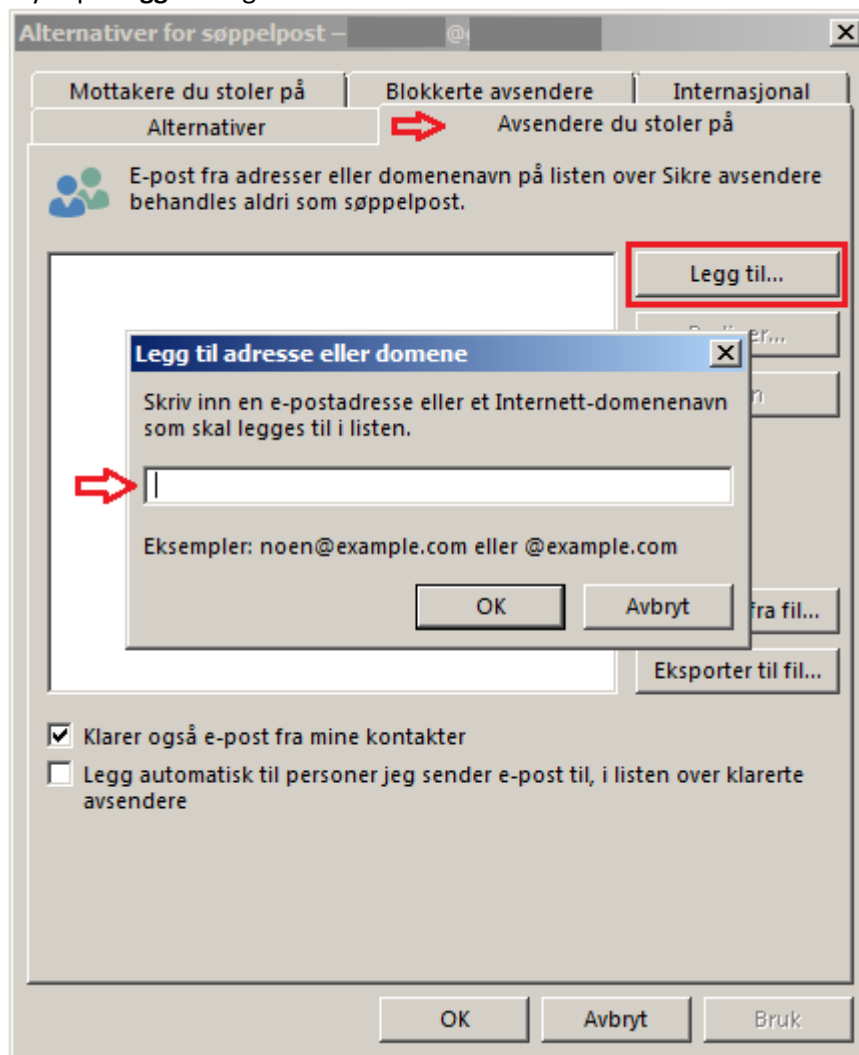 Alternativer for søppelpost – @
Mottakere du stoler på Blokkerte avsendere Internasjonal
Alternativer Avsendere du stoler på
E-post fra adresser eller domenenavn på listen over Sikre avsendere
behandles aldri som søppelpost.
Legg til...
Legg til adresse eller domene
Skriv inn en e-postadresse eller et Internett-domenenavn
som skal legges til i listen.
Eksempler: noen@example.com eller @example.com
OK Avbryt
fra fil...
Eksporter til fil...
Klarer også e-post fra mine kontakter
Legg automatisk til personer jeg sender e-post til, i listen over klarerte
avsendere
OK Avbryt Bruk